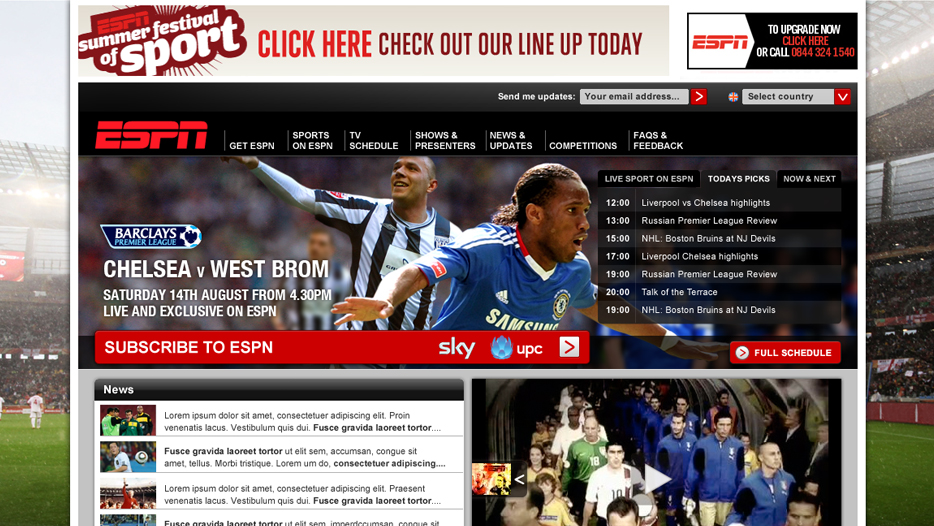 ESPN
summer festival
of sport
CLICK HERE CHECK OUT OUR LINE UP TODAY
ESPN
TO UPGRADE NOW
CLICK HERE
OR CALL 0844 324 1540
Send me updates:
Your email address...
Select country
ESPN
GET ESPN
SPORTS
ON ESPN
TV
SCHEDULE
SHOWS &
PRESENTERS
NEWS &
UPDATES
COMPETITIONS
FAQS &
FEEDBACK
BARCLAYS
PREMIER LEAGUE
CHELSEA v WEST BROM
SATURDAY 14TH AUGUST FROM 4.30PM
LIVE AND EXCLUSIVE ON ESPN
SAMSUNG
LIVE SPORT ON ESPN
TODAYS PICKS
NOW & NEXT
12:00 Liverpool vs Chelsea highlights
13:00 Russian Premier League Review
15:00 NHL: Boston Bruins at NJ Devils
17:00 Liverpool Chelsea highlights
19:00 Russian Premier League Review
20:00 Talk of the Terrace
19:00 NHL: Boston Bruins at NJ Devils
SUBSCRIBE TO ESPN
sky
upc
FULL SCHEDULE
News
Lorem ipsum dolor sit amet, consectetuer adipiscing elit. Proin
venenatis lacus. Vestibulum quis dui. Fusce gravida laoreet tortor....
Fusce gravida laoreet tortor ut elit sem, accumsan, congue sit
amet, tellus. Morbi tristique. Lorem um do, consectetuer adipiscing....
Lorem ipsum dolor sit amet, consectetuer adipiscing elit. Praesent
venenatis lacus. Vestibulum quis dui. Fusce gravida laoreet tortor....
Fusce gravida laoreet tortor ut elit sem, imperdccumsan, congue sit
ESPN
18
10